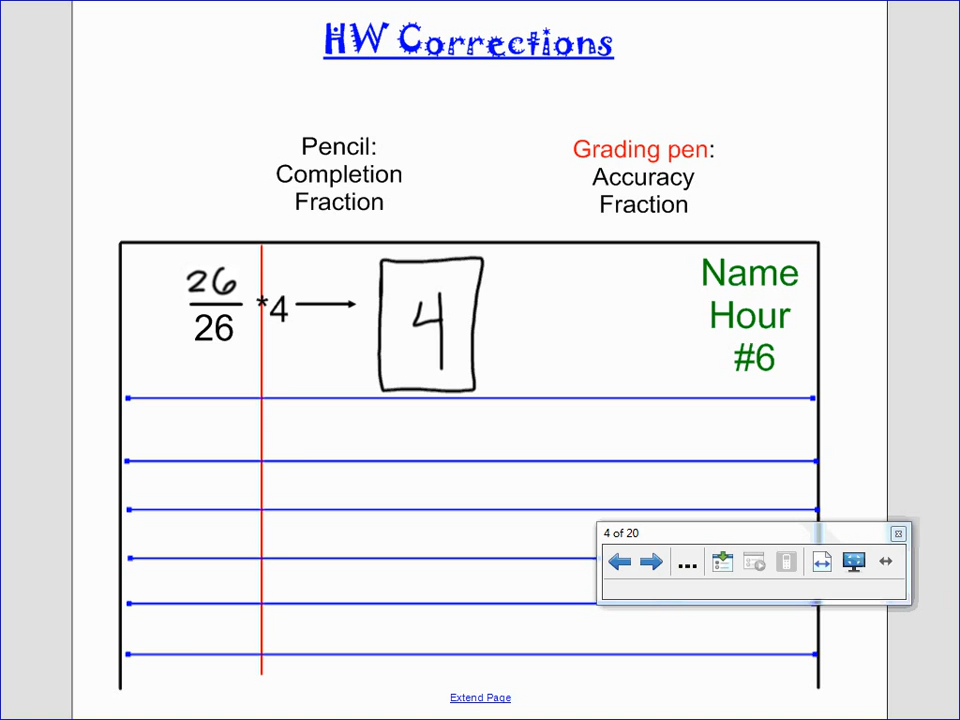 HW Corrections
Pencil:
Completion
Fraction
Grading pen:
Accuracy
Fraction
26
26
*4
4
Name
Hour
#6
4 of 20
...
Extend Page